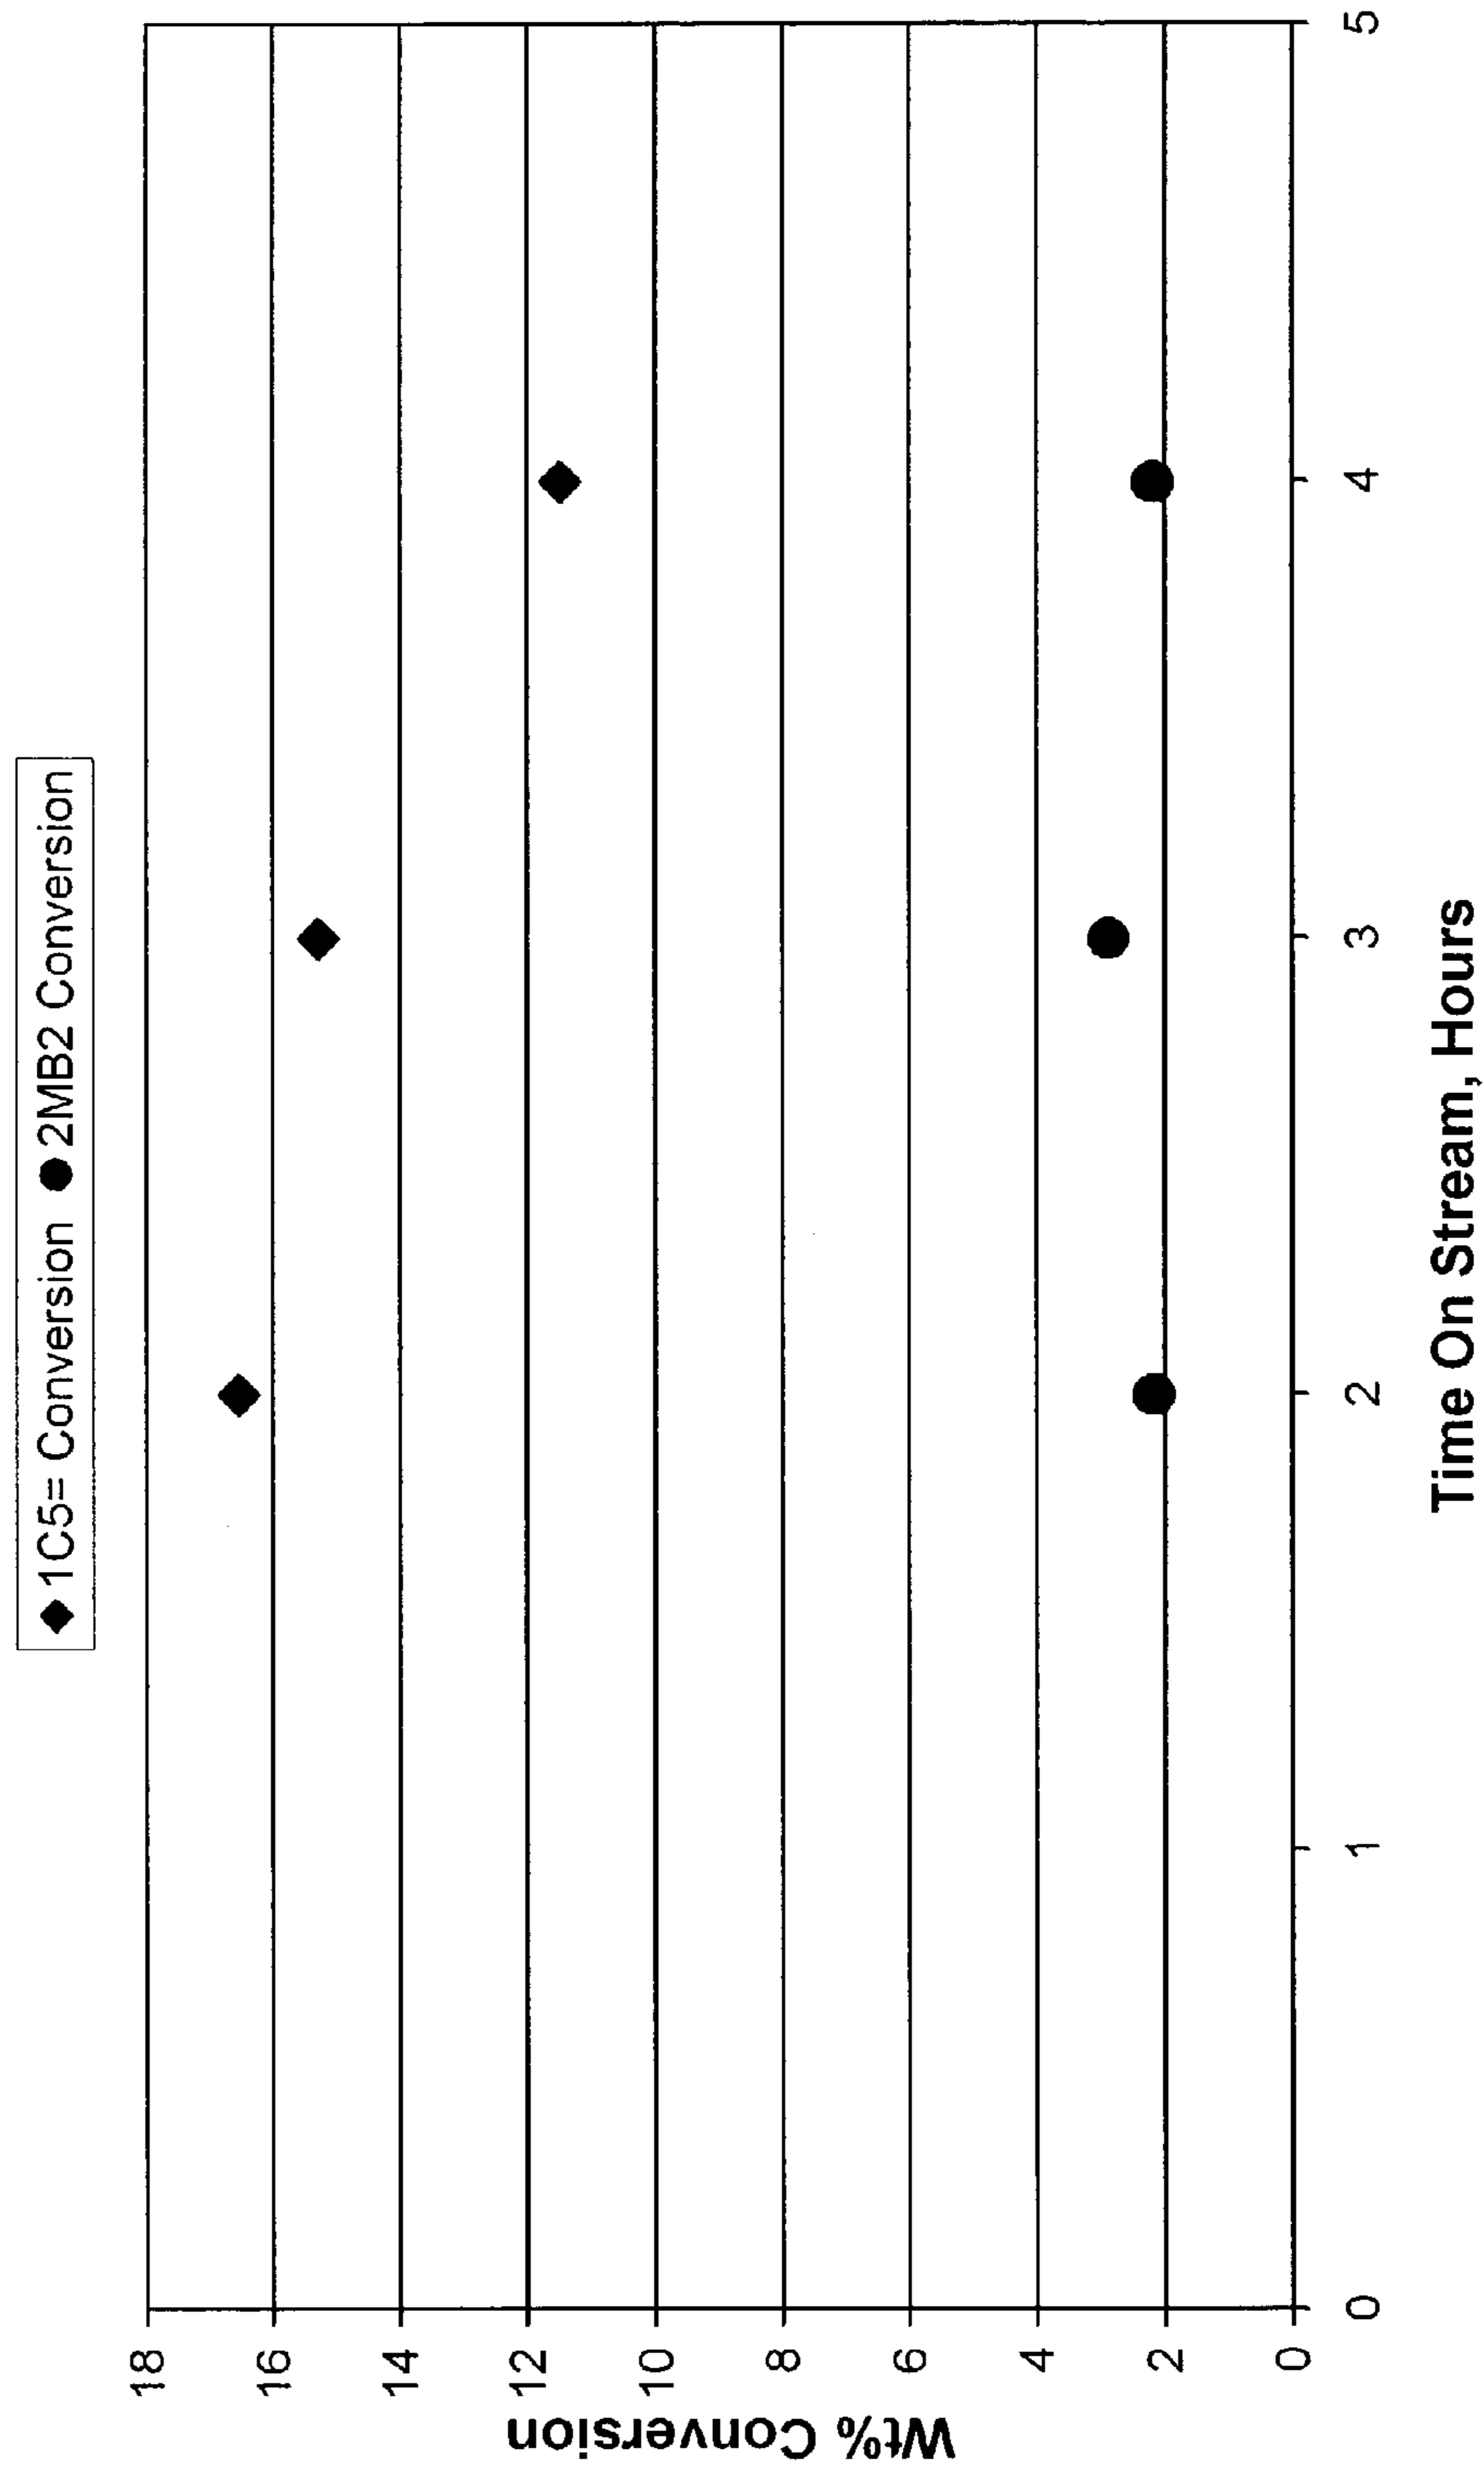 ◆ 1C5= Conversion ● 2MB2 Conversion
Wt% Conversion
18
16
14
12
10
8
6
4
2
0
0 1 2 3 4 5
Time On Stream, Hours